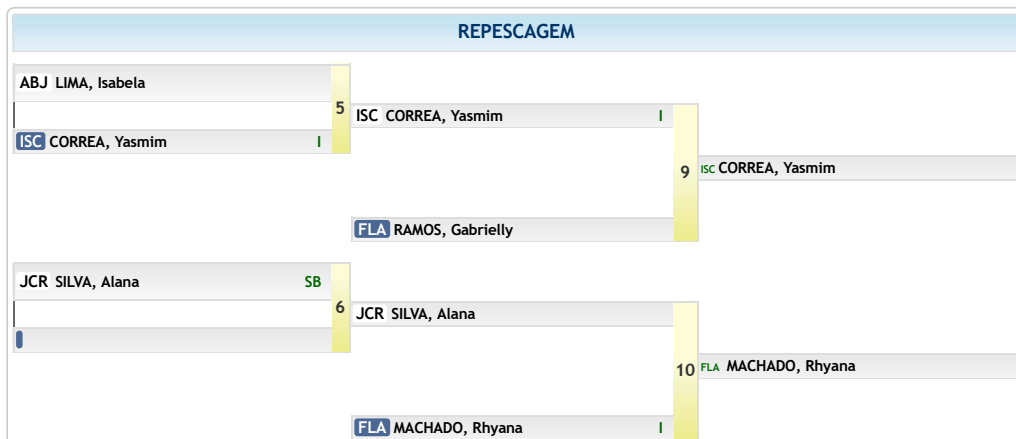 REPESCAGEM
ABJ LIMA, Isabela
5
ISC CORREA, Yasmim I
ISC CORREA, Yasmim I
9
ISC CORREA, Yasmim
FLA RAMOS, Gabrielly
JCR SILVA, Alana SB
6
JCR SILVA, Alana
10
FLA MACHADO, Rhyana
FLA MACHADO, Rhyana I